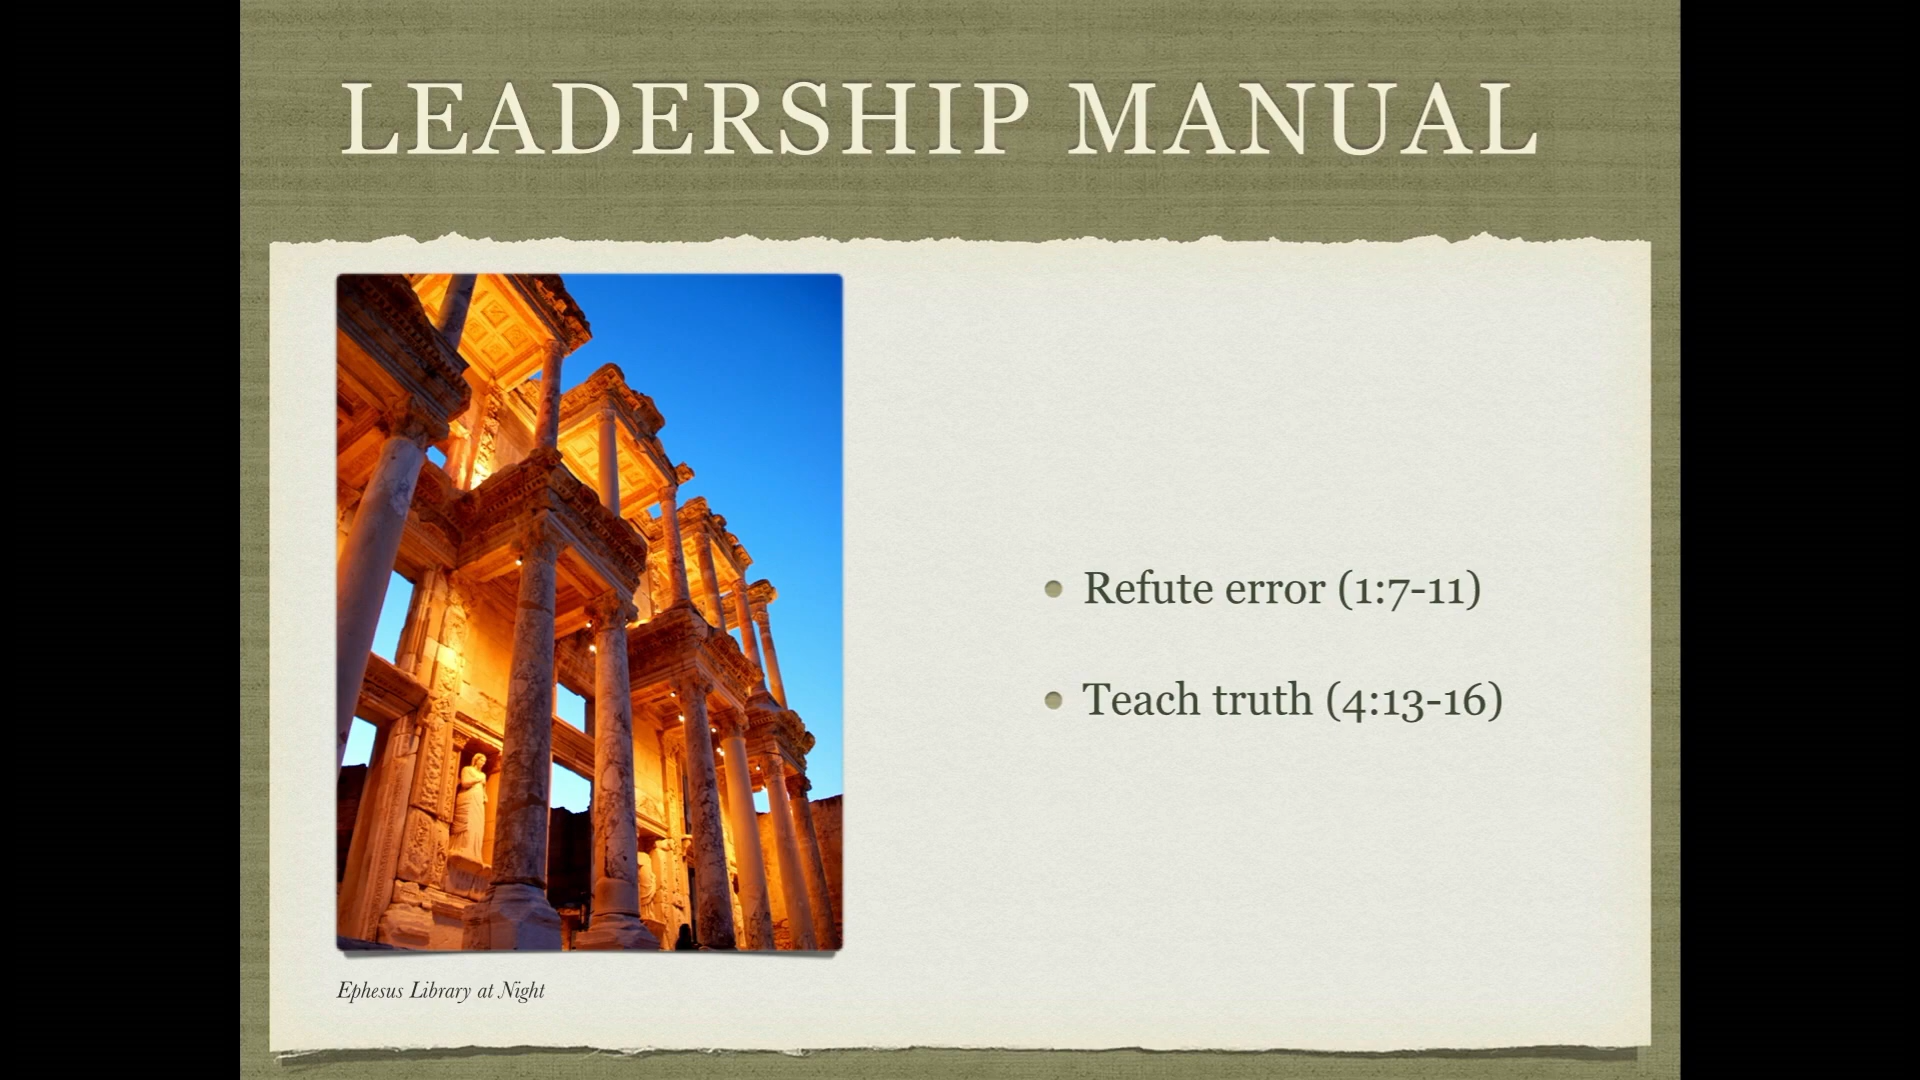 LEADERSHIP MANUAL
Refute error (1:7-11)
Teach truth (4:13-16)
Ephesus Library at Night